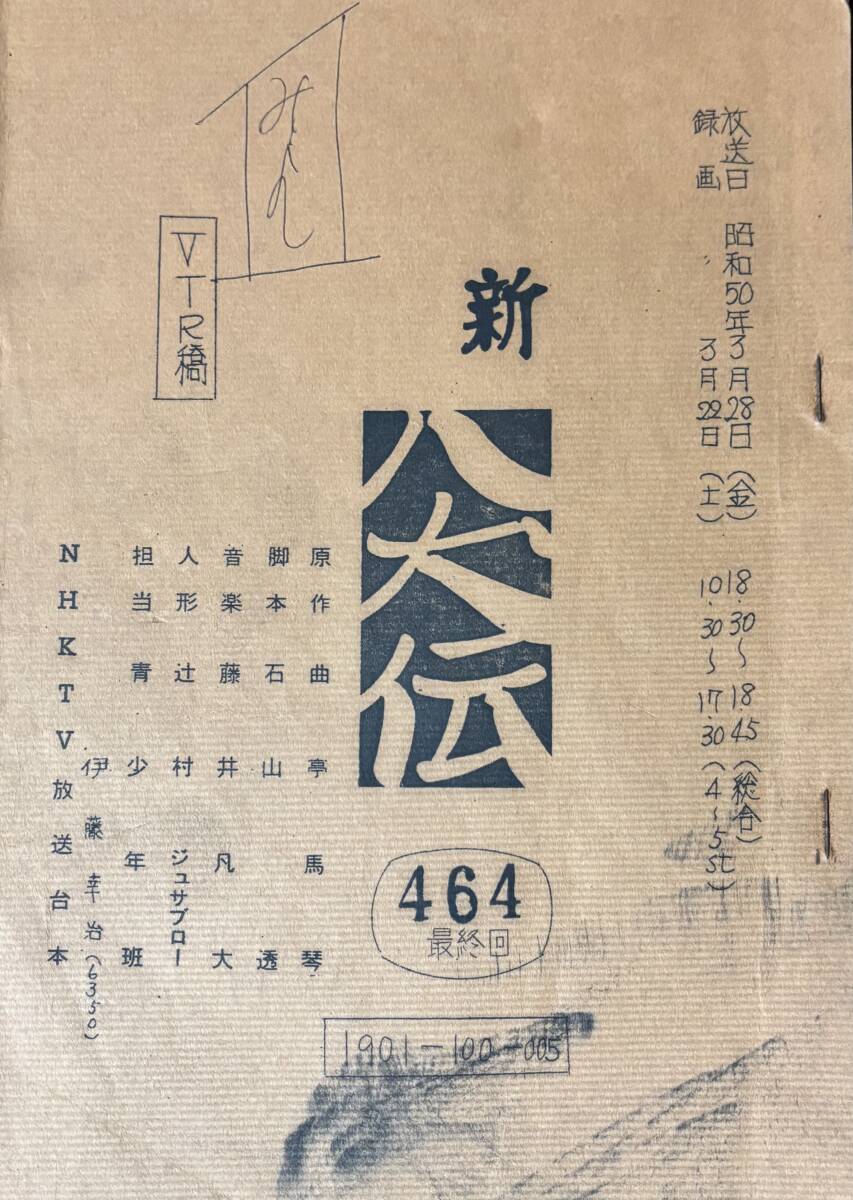 放送日 昭和50年3月28日（金） 18.30～18.45（総合）
録画 〃 3月22日（土） 10.30～17.30（4～5st）
新
八犬伝
464
最終回
1901-100-005
VTR稿
原作 曲亭馬琴
脚本 石山透
音楽 藤井凡大
人形 辻村ジュサブロー
担当 青少年班
伊藤幸治（6350）
NHKTV放送台本